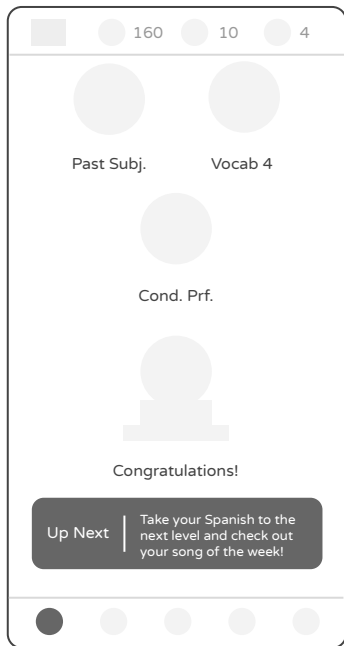 160 10 4
Past Subj. Vocab 4
Cond. Prf.
Congratulations!
Up Next
Take your Spanish to the
next level and check out
your song of the week!